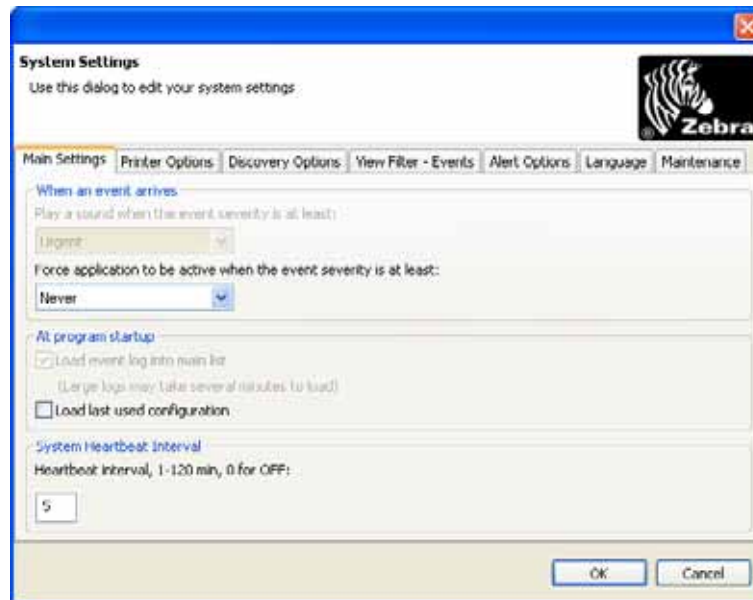 System Settings
Use this dialog to edit your system settings
Zebra
Main Settings Printer Options Discovery Options View Filter - Events Alert Options Language Maintenance
When an event arrives
Play a sound when the event severity is at least:
Urgent
Force application to be active when the event severity is at least:
Never
At program startup
Load event log into main list
(Large logs may take several minutes to load)
Load last used configuration
System Heartbeat Interval
Heartbeat interval, 1-120 min, 0 for OFF:
5
OK Cancel